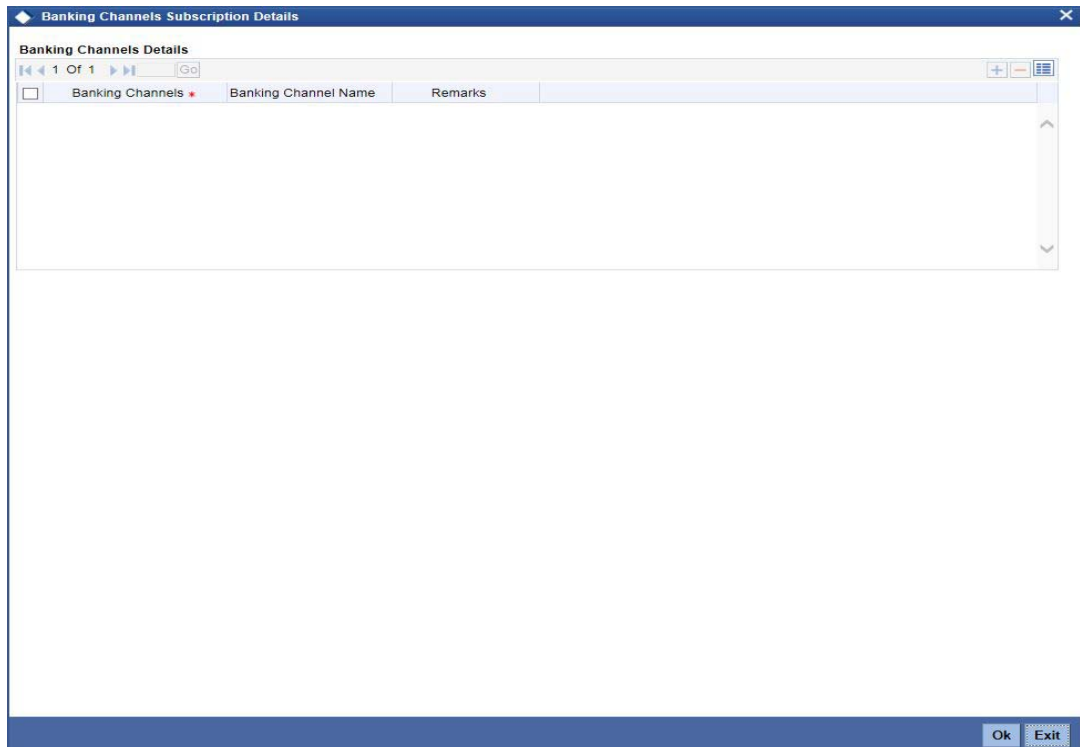 Banking Channels Subscription Details
Banking Channels Details
1 Of 1 Go
Banking Channels * Banking Channel Name Remarks
Ok Exit